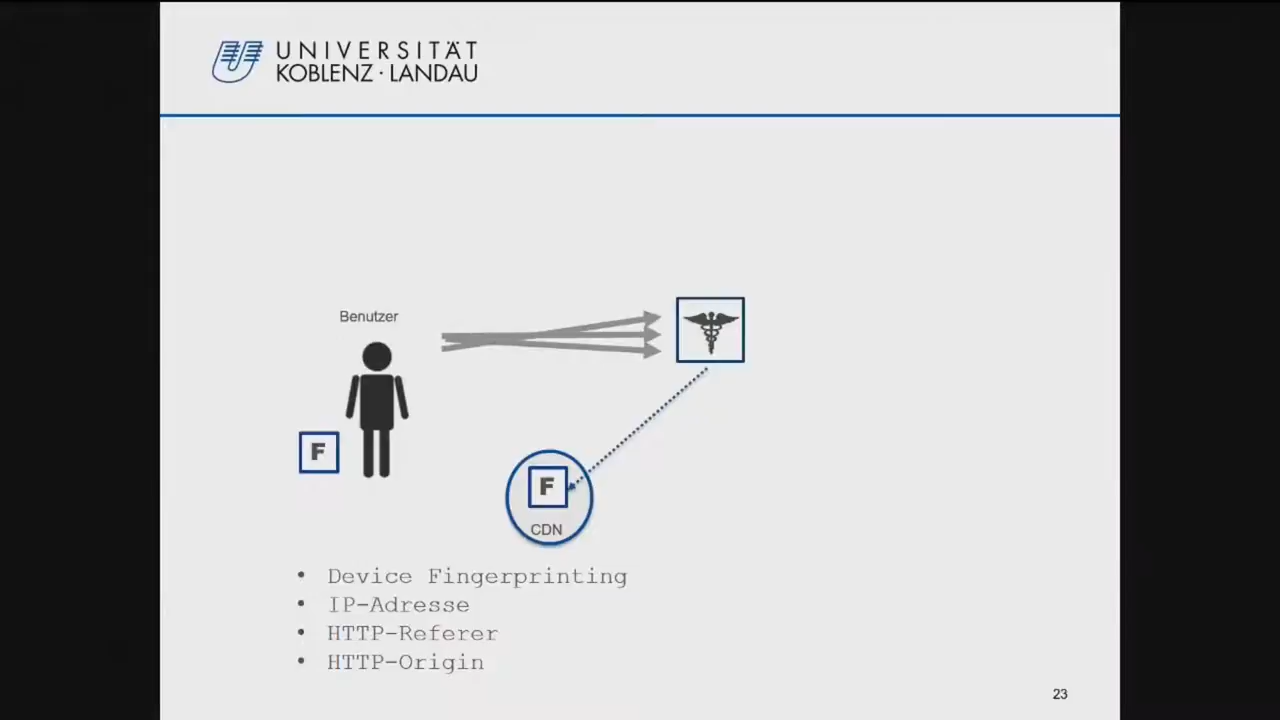 UNIVERSITÄT
KOBLENZ · LANDAU
Benutzer
F
F
CDN
• Device Fingerprinting
• IP-Adresse
• HTTP-Referer
• HTTP-Origin
23